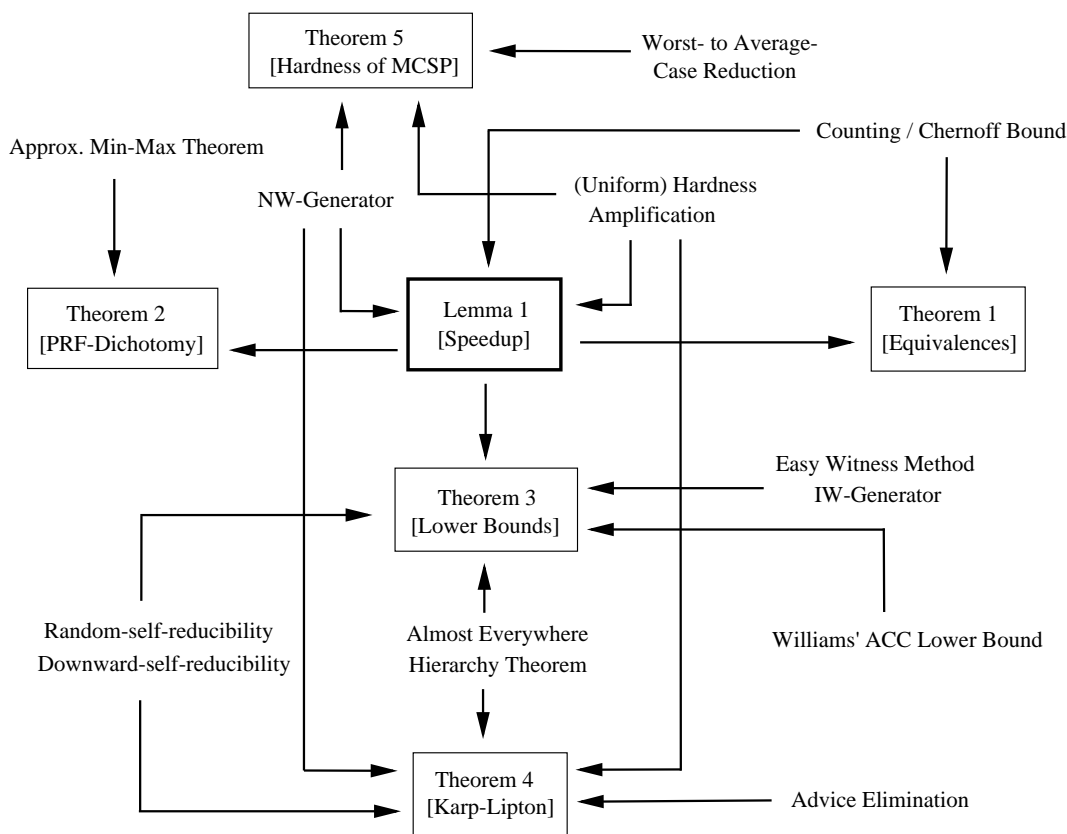 Theorem 5
[Hardness of MCSP]
Worst- to Average-
Case Reduction
Counting / Chernoff Bound
Approx. Min-Max Theorem
NW-Generator
(Uniform) Hardness
Amplification
Theorem 2
[PRF-Dichotomy]
Lemma 1
[Speedup]
Theorem 1
[Equivalences]
Easy Witness Method
IW-Generator
Theorem 3
[Lower Bounds]
Random-self-reducibility
Downward-self-reducibility
Almost Everywhere
Hierarchy Theorem
Williams' ACC Lower Bound
Theorem 4
[Karp-Lipton]
Advice Elimination